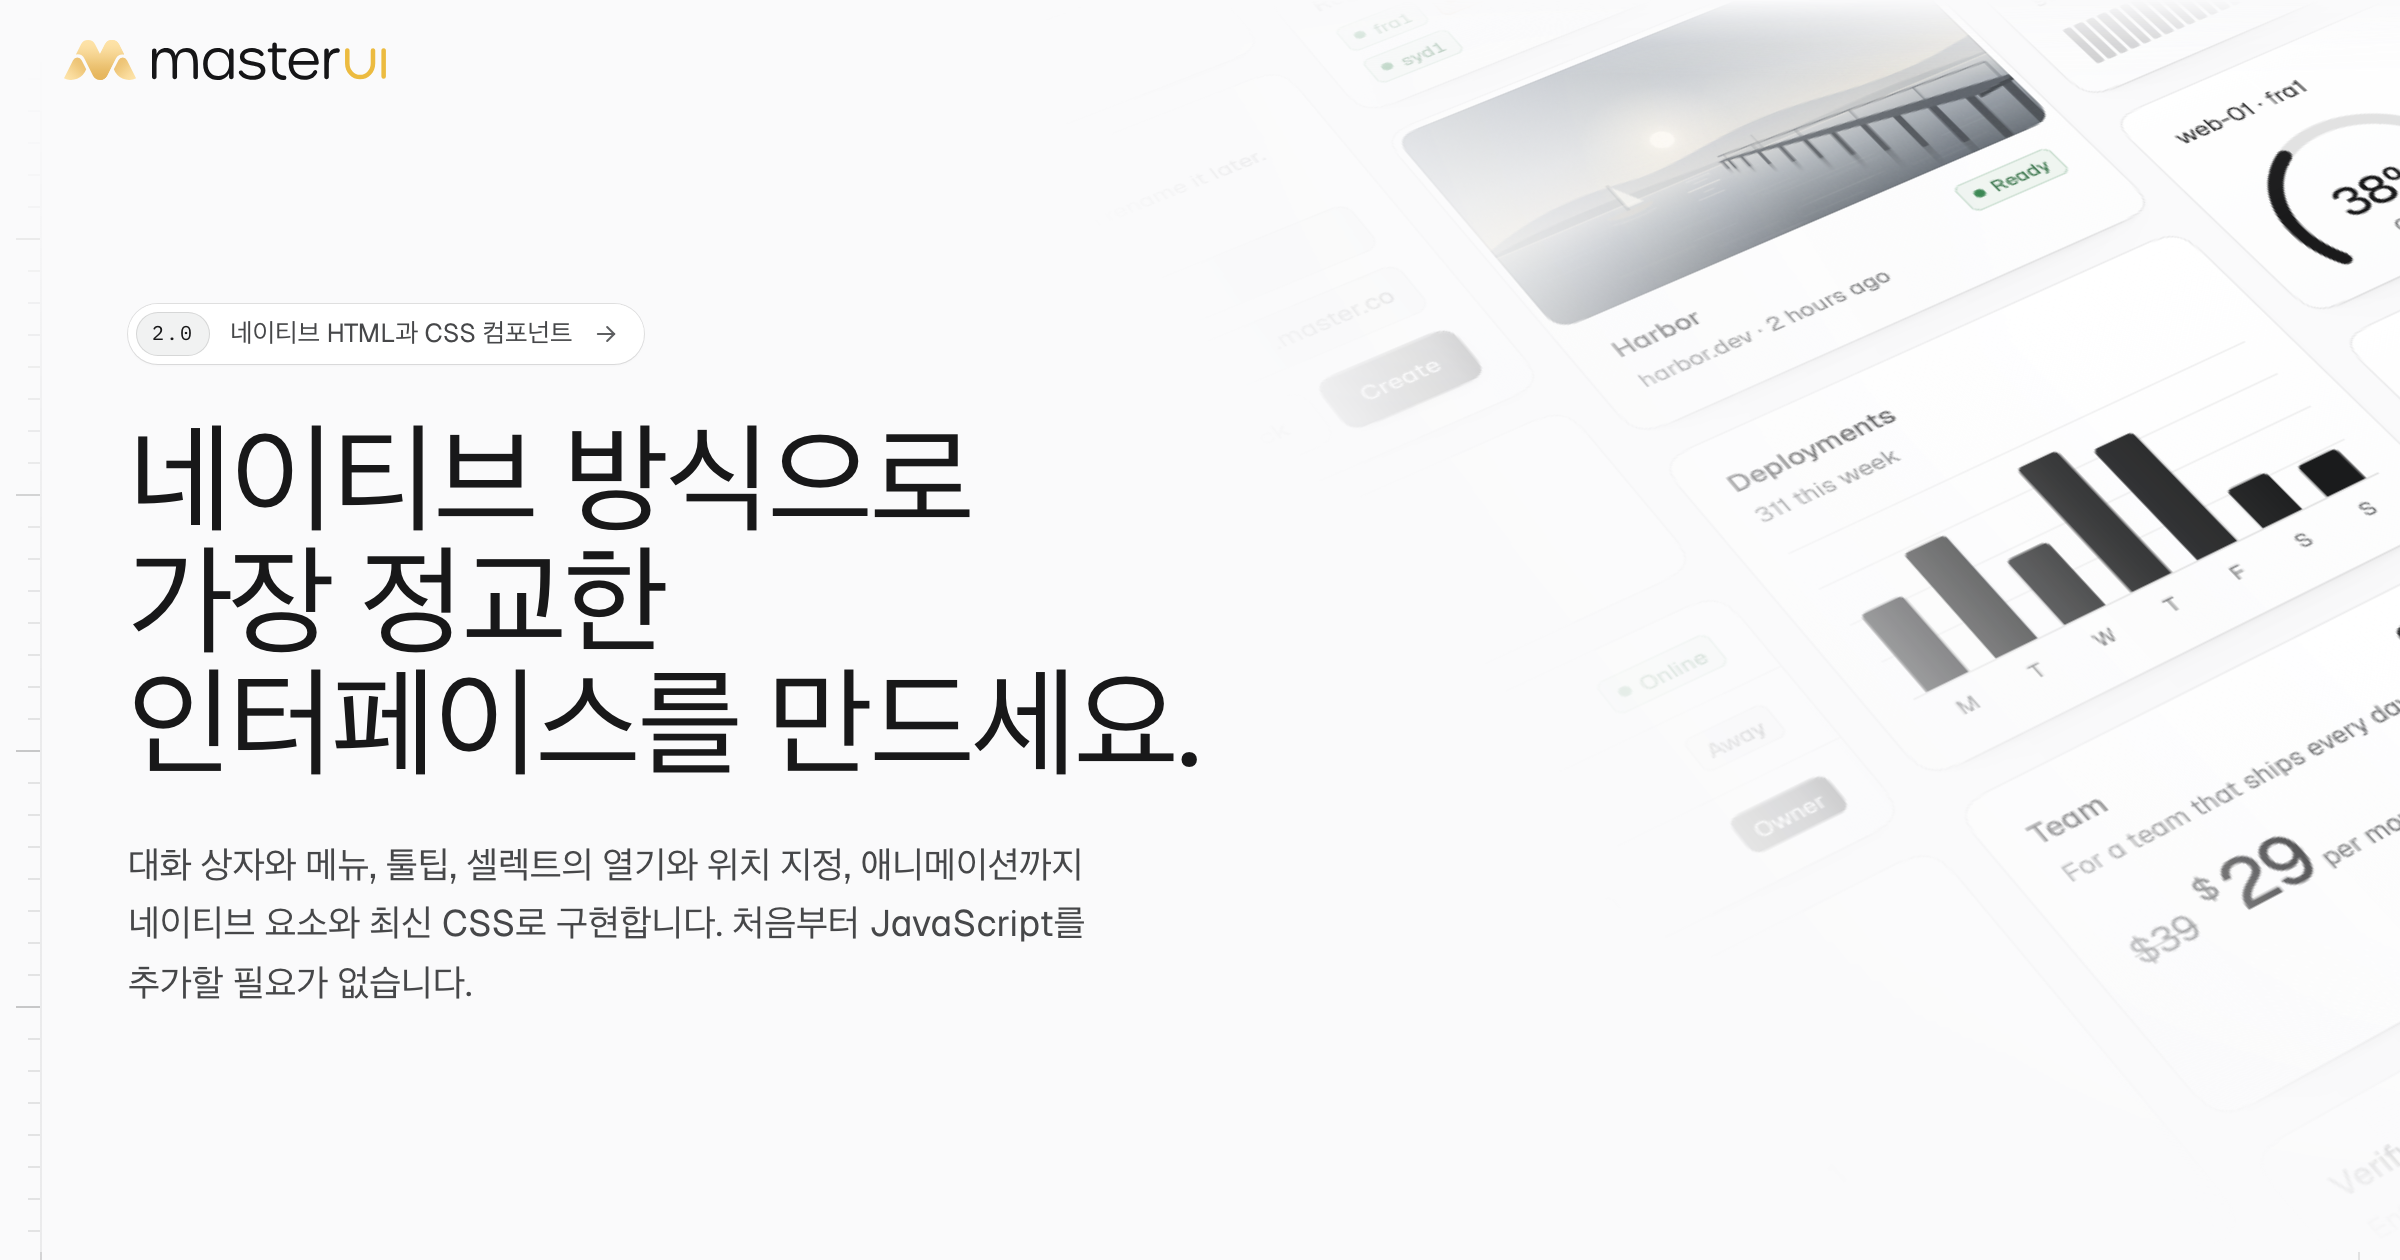 masterui
2.0 네이티브 HTML과 CSS 컴포넌트 →
네이티브 방식으로
가장 정교한
인터페이스를 만드세요.
대화 상자와 메뉴, 툴팁, 셀렉트의 열기와 위치 지정, 애니메이션까지
네이티브 요소와 최신 CSS로 구현합니다. 처음부터 JavaScript를
추가할 필요가 없습니다.
fra1
syd1
it later.
master.co
Create
Ready
Harbor
harbor.dev · 2 hours ago
web-01 · fra1
Deployments
311 this week
M T W T F S S
Online
Away
Owner
Team
For a team that ships every day
$39 $29 per